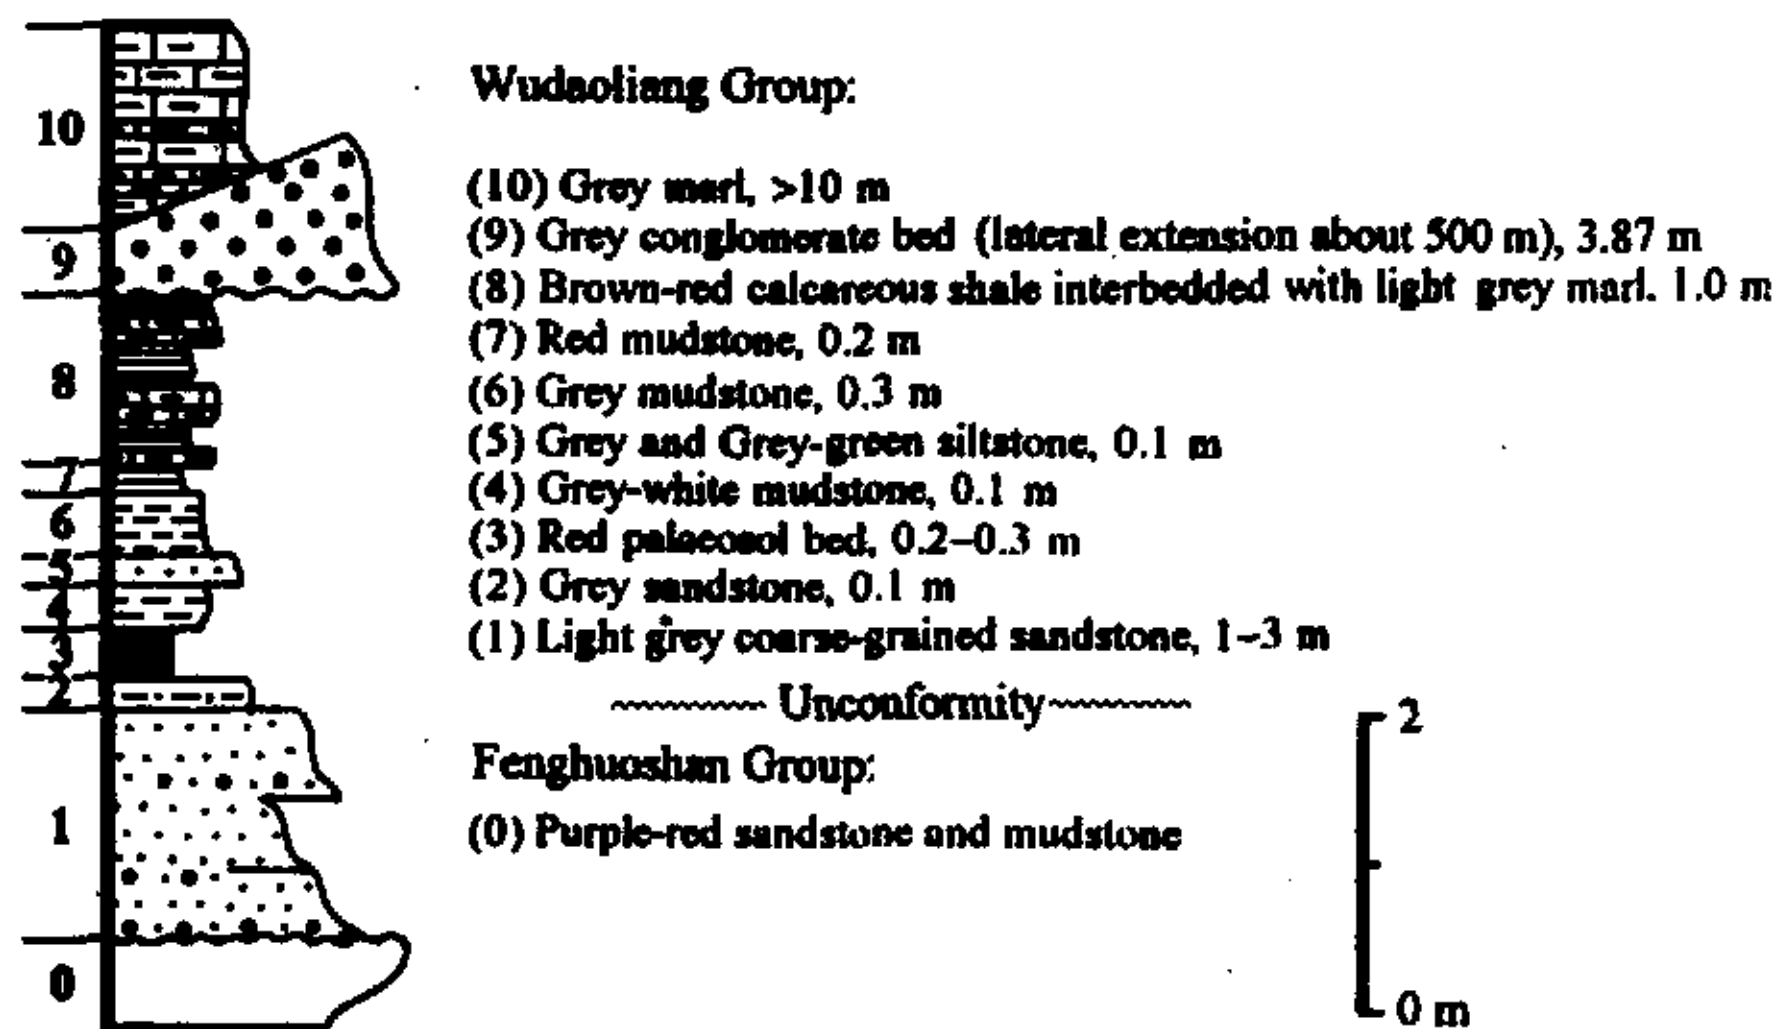 Wudaoliang Group:
10
(10) Grey marl, >10 m
(9) Grey conglomerate bed (lateral extension about 500 m), 3.87 m
9
(8) Brown-red calcareous shale interbedded with light grey marl. 1.0 m
(7) Red mudstone, 0.2 m
8
(6) Grey mudstone, 0.3 m
(5) Grey and Grey-green siltstone, 0.1 m
7
(4) Grey-white mudstone, 0.1 m
6
(3) Red palaeosol bed, 0.2–0.3 m
5
(2) Grey sandstone, 0.1 m
4
(1) Light grey coarse-grained sandstone, 1–3 m
3
2
Unconformity
2
Fenghuoshan Group:
1
(0) Purple-red sandstone and mudstone
0
0 m